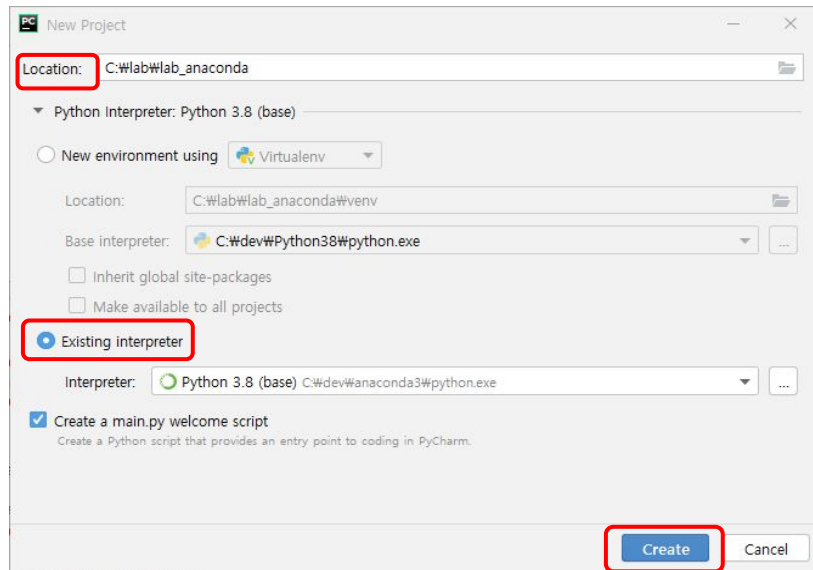 PC New Project
Location: C:₩lab₩lab_anaconda
Python Interpreter: Python 3.8 (base)
New environment using Virtualenv
Location: C:₩lab₩lab_anaconda₩venv
Base interpreter: C:₩dev₩Python38₩python.exe ...
Inherit global site-packages
Make available to all projects
Existing interpreter
Interpreter: Python 3.8 (base) C:₩dev₩anaconda3₩python.exe ...
Create a main.py welcome script
Create a Python script that provides an entry point to coding in PyCharm.
Create Cancel